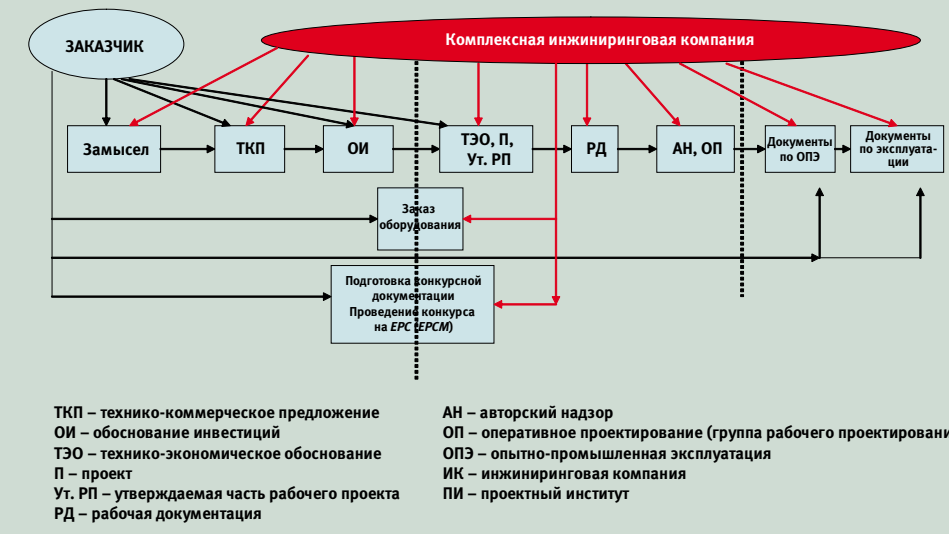 ЗАКАЗЧИК
Комплексная инжиниринговая компания
Замысел
ТКП
ОИ
ТЭО, П,
Ут. РП
РД
АН, ОП
Документы
по ОПЭ
Документы
по эксплуата-
ции
Заказ
оборудования
Подготовка конкурсной
документации
Проведение конкурса
на EPC (EPCM)
ТКП – технико-коммерческое предложение
ОИ – обоснование инвестиций
ТЭО – технико-экономическое обоснование
П – проект
Ут. РП – утверждаемая часть рабочего проекта
РД – рабочая документация
АН – авторский надзор
ОП – оперативное проектирование (группа рабочего проектировани
ОПЭ – опытно-промышленная эксплуатация
ИК – инжиниринговая компания
ПИ – проектный институт